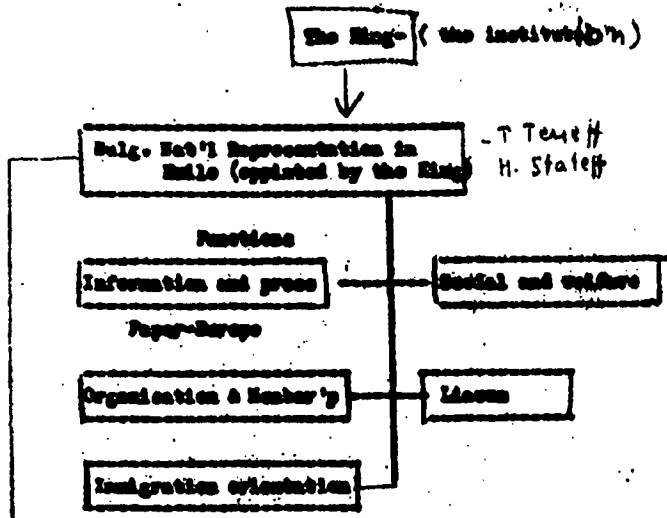 The King- ( the institution)
Bulg. Nat'l Representation in
Exile (appinted by the King)
- T Teneff
H. Stateff
Functions
Information and press
Social and welfare
Paper-Europe
Organization & Member'p
Liason
Immigration orientation